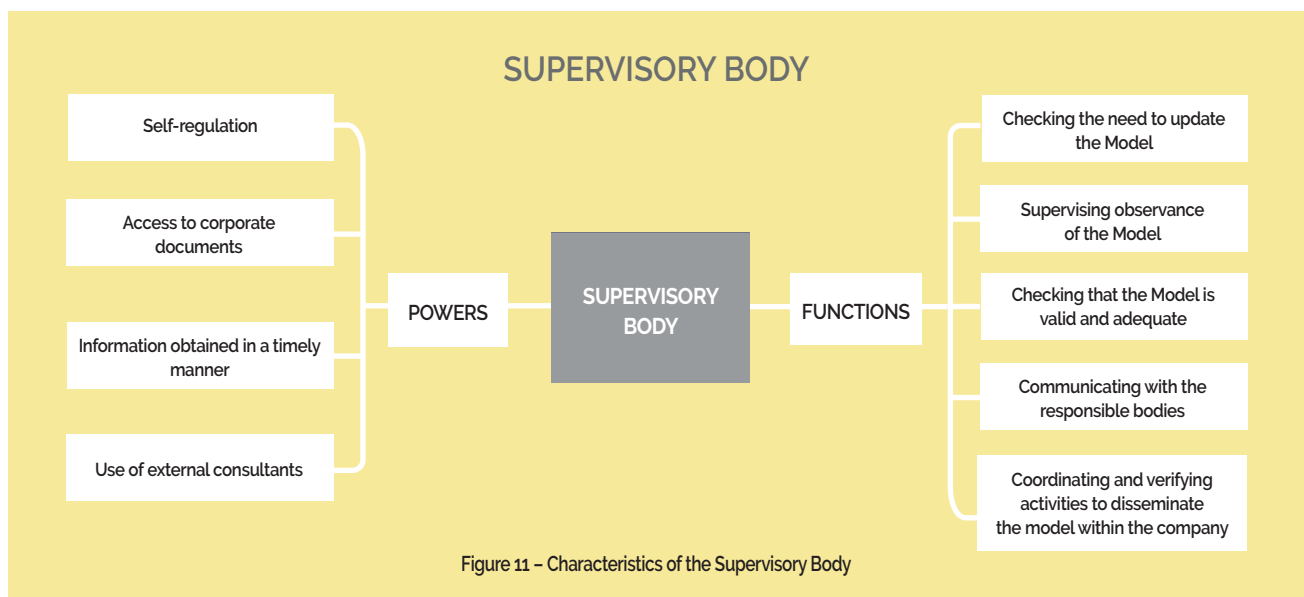 SUPERVISORY BODY
Self-regulation
Access to corporate
documents
Information obtained in a timely
manner
Use of external consultants
POWERS
SUPERVISORY
BODY
FUNCTIONS
Checking the need to update
the Model
Supervising observance
of the Model
Checking that the Model is
valid and adequate
Communicating with the
responsible bodies
Coordinating and verifying
activities to disseminate
the model within the company
Figure 11 – Characteristics of the Supervisory Body